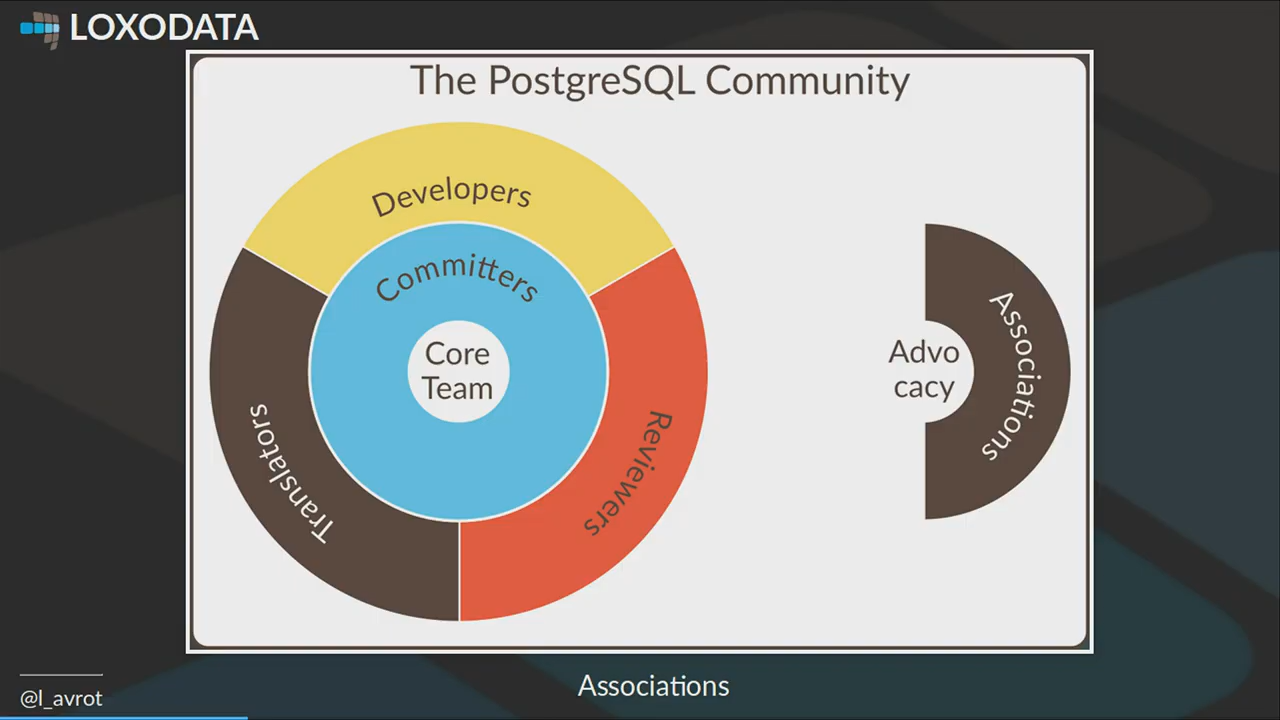 LOXODATA
The PostgreSQL Community
Developers
Committers
Core
Team
Translators
Reviewers
Advo
cacy
Associations
Associations
@l_avrot